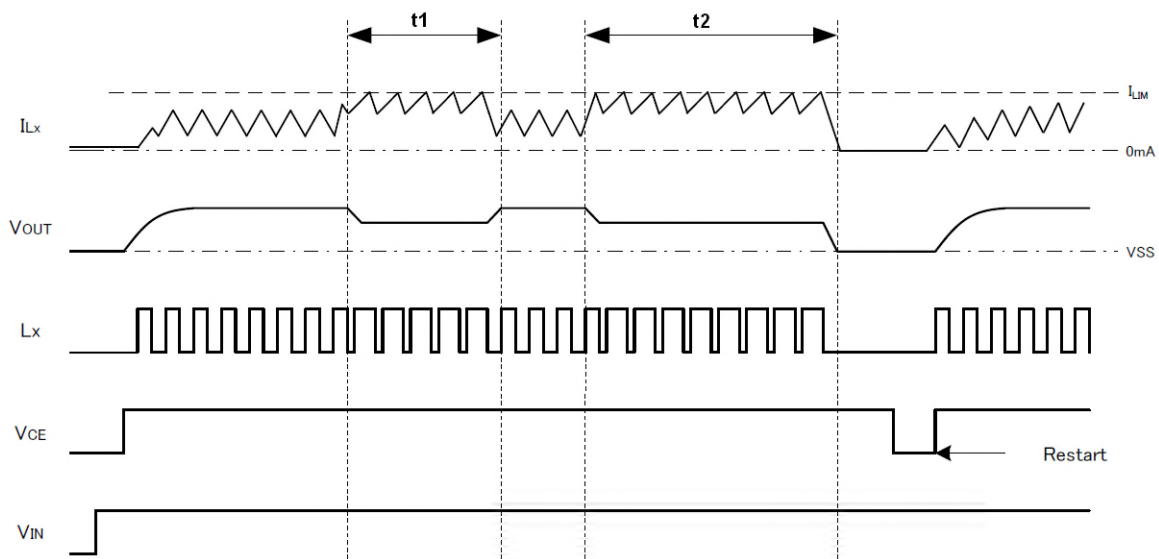 t1
t2
ILIM
ILx
0mA
VOUT
VSS
Lx
VCE
Restart
VIN